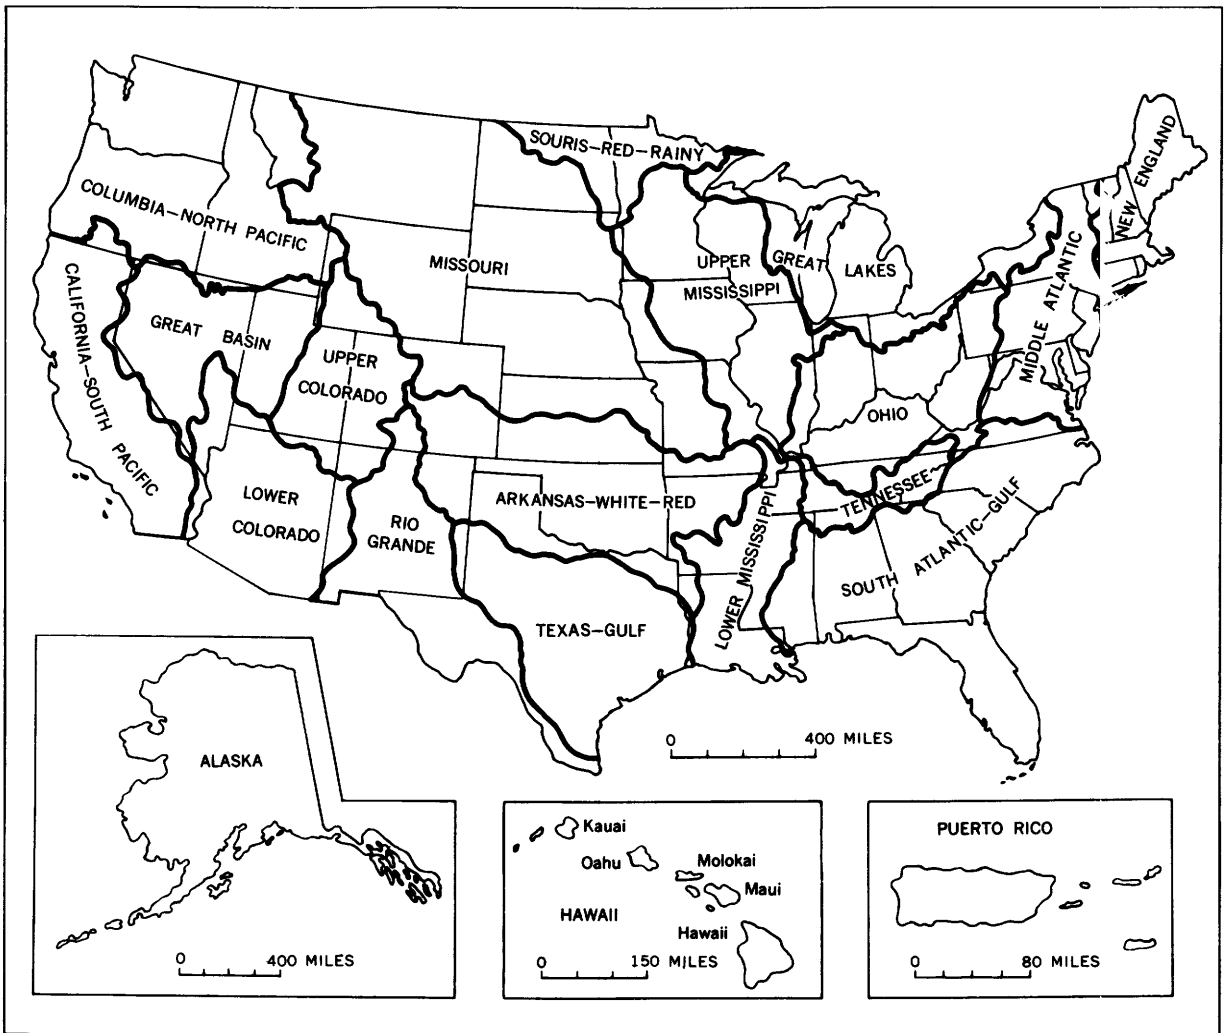 SOURIS-RED-RAINY
NEW ENGLAND
COLUMBIA-NORTH PACIFIC
MISSOURI
UPPER
MISSISSIPPI
GREAT LAKES
MIDDLE ATLANTIC
CALIFORNIA-SOUTH PACIFIC
GREAT BASIN
UPPER
COLORADO
OHIO
LOWER
COLORADO
RIO
GRANDE
ARKANSAS-WHITE-RED
TENNESSEE
LOWER MISSISSIPPI
SOUTH ATLANTIC-GULF
TEXAS-GULF
0 400 MILES
ALASKA
0 400 MILES
Kauai
Oahu
Molokai
Maui
HAWAII
Hawaii
0 150 MILES
PUERTO RICO
0 80 MILES